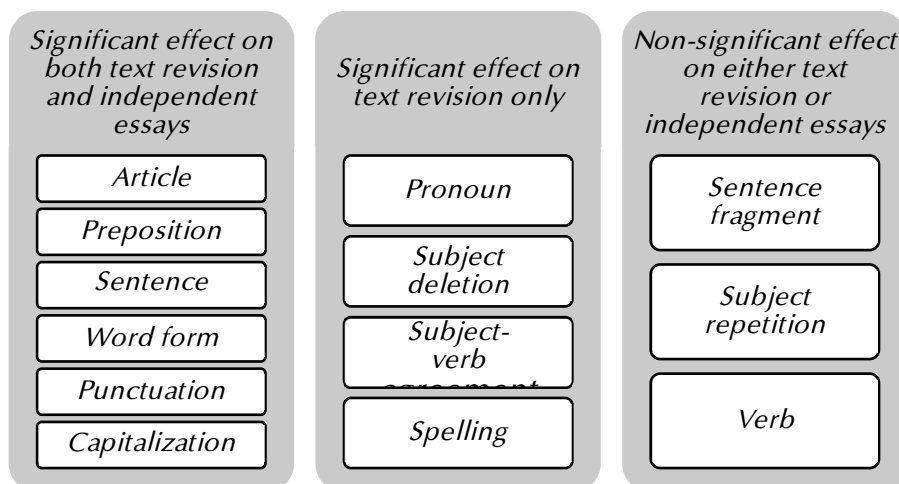 Significant effect on
both text revision
and independent
essays
Article
Preposition
Sentence
Word form
Punctuation
Capitalization
Significant effect on
text revision only
Pronoun
Subject
deletion
Subject-
verb
agreement
Spelling
Non-significant effect
on either text
revision or
independent essays
Sentence
fragment
Subject
repetition
Verb